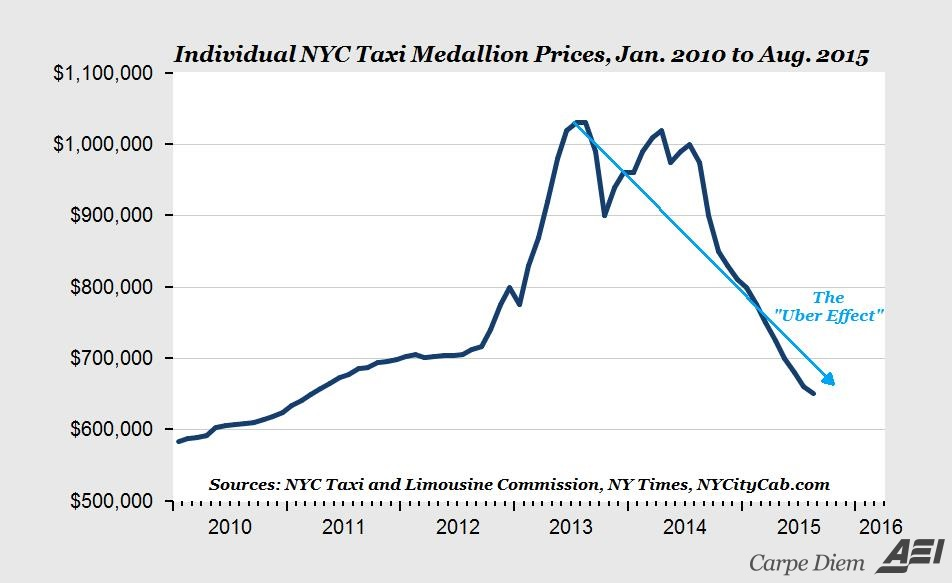 Individual NYC Taxi Medallion Prices, Jan. 2010 to Aug. 2015
$1,100,000
$1,000,000
$900,000
$800,000
$700,000
$600,000
$500,000
The
"Uber Effect"
Sources: NYC Taxi and Limousine Commission, NY Times, NYCityCab.com
2010 2011 2012 2013 2014 2015 2016
Carpe Diem AEI